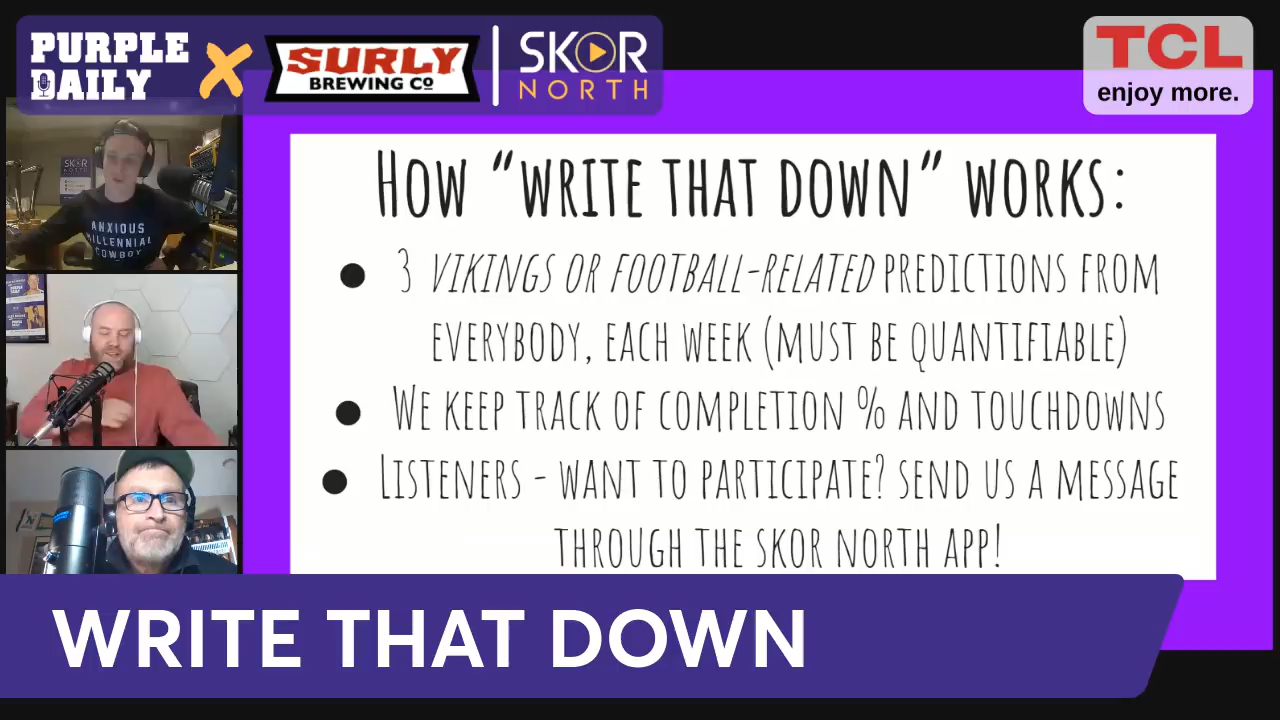 PURPLE
DAILY
X
SURLY
BREWING CO
SKOR
NORTH
TCL
enjoy more.
SKOR
NORTH
ANXIOUS
MILLENNIAL
COWBOY
HOW “WRITE THAT DOWN” WORKS:
● 3 VIKINGS OR FOOTBALL-RELATED PREDICTIONS FROM
EVERYBODY, EACH WEEK (MUST BE QUANTIFIABLE)
● WE KEEP TRACK OF COMPLETION % AND TOUCHDOWNS
● LISTENERS - WANT TO PARTICIPATE? SEND US A MESSAGE
THROUGH THE SKOR NORTH APP!
WRITE THAT DOWN